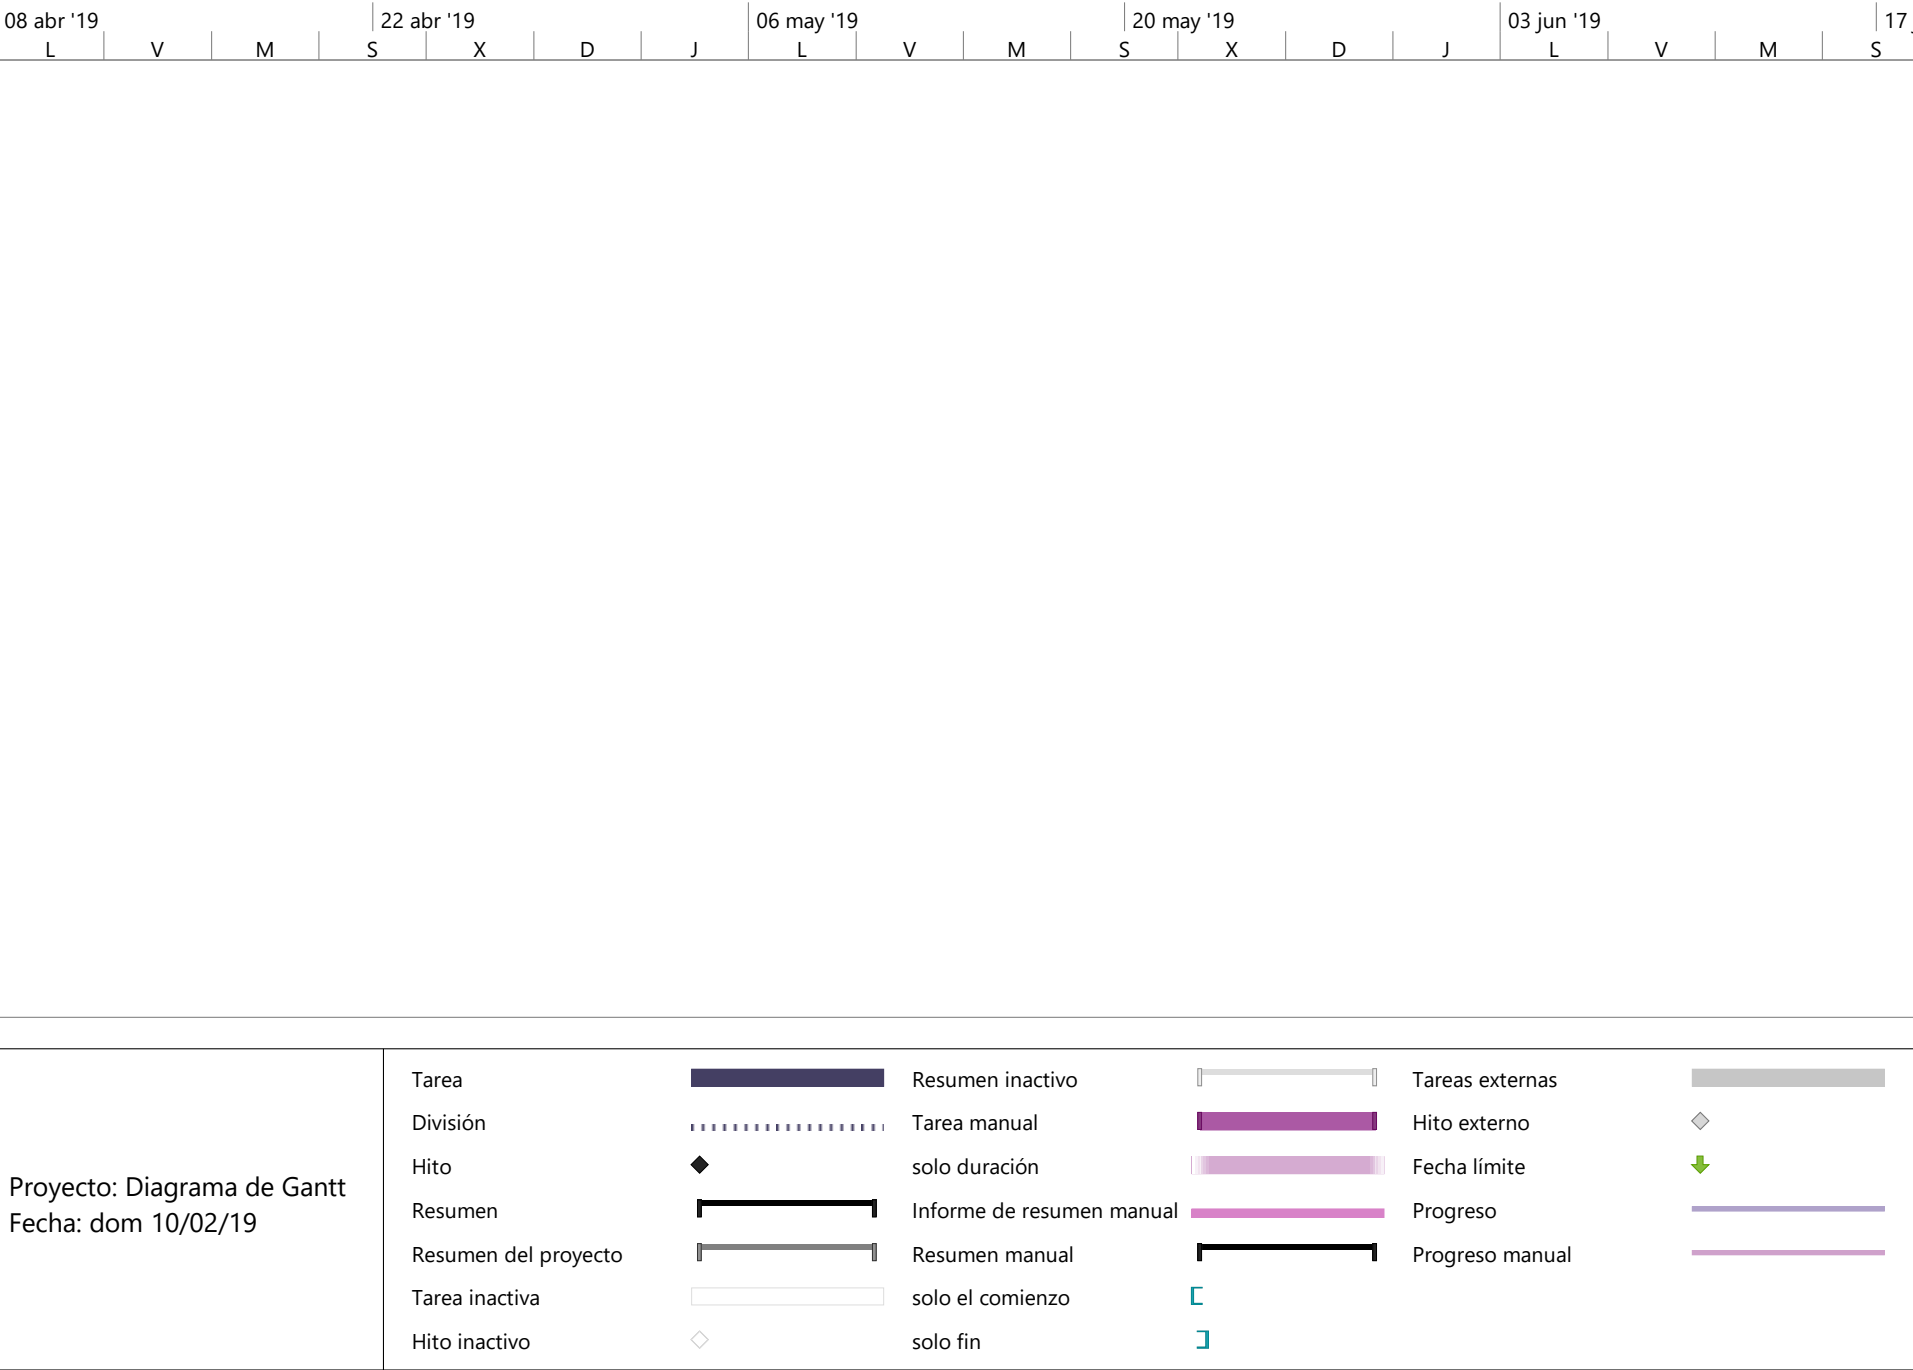 08 abr '19 22 abr '19 06 may '19 20 may '19 03 jun '19 17
L V M S X D J L V M S X D J L V M S
Proyecto: Diagrama de Gantt
Fecha: dom 10/02/19
Tarea
División
Hito
Resumen
Resumen del proyecto
Tarea inactiva
Hito inactivo
Resumen inactivo
Tarea manual
solo duración
Informe de resumen manual
Resumen manual
solo el comienzo
solo fin
Tareas externas
Hito externo
Fecha límite
Progreso
Progreso manual